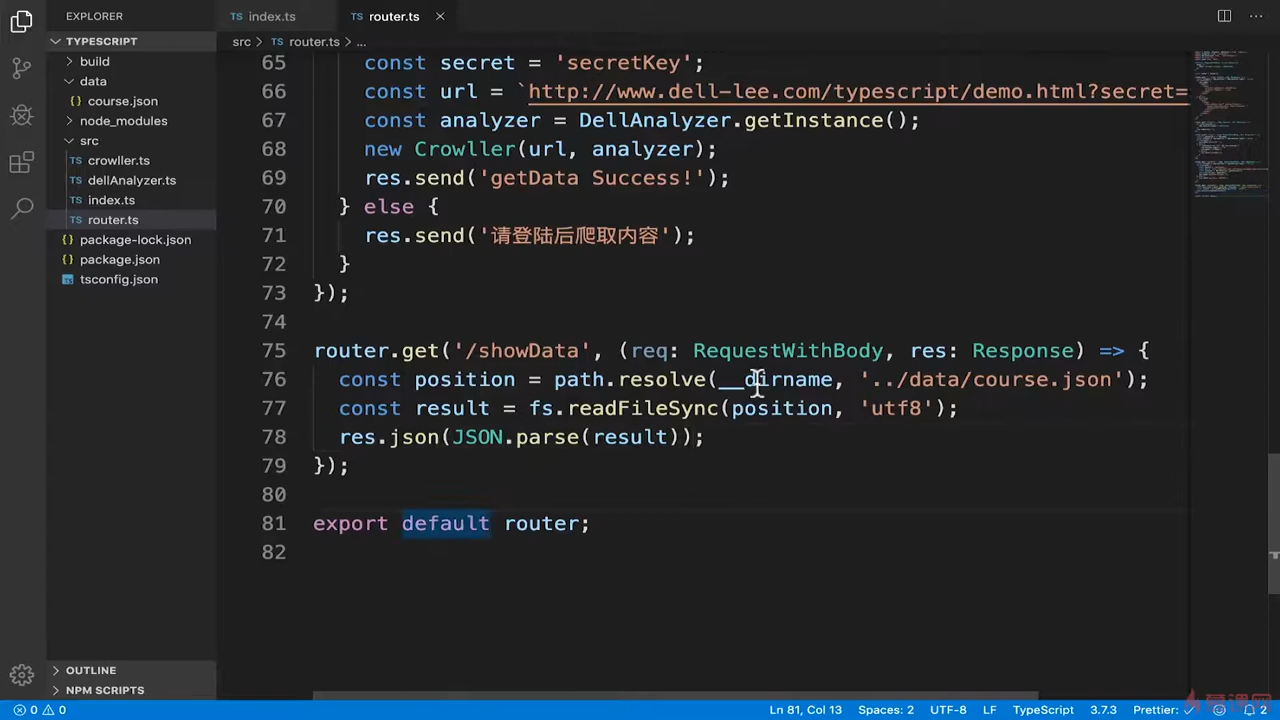 EXPLORER
TS index.ts
TS router.ts
TYPESCRIPT
src > TS router.ts > ...
build
data
{} course.json
node_modules
src
TS crowller.ts
TS dellAnalyzer.ts
TS index.ts
TS router.ts
{} package-lock.json
{} package.json
tsconfig.json
OUTLINE
NPM SCRIPTS
65 const secret = 'secretKey';
66 const url = `http://www.dell-lee.com/typescript/demo.html?secret=
67 const analyzer = DellAnalyzer.getInstance();
68 new Crowller(url, analyzer);
69 res.send('getData Success!');
70 } else {
71 res.send('请登陆后爬取内容');
72 }
73 });
74
75 router.get('/showData', (req: RequestWithBody, res: Response) => {
76 const position = path.resolve(__dirname, '../data/course.json');
77 const result = fs.readFileSync(position, 'utf8');
78 res.json(JSON.parse(result));
79 });
80
81 export default router;
82
0 0 Ln 81, Col 13 Spaces: 2 UTF-8 LF TypeScript 3.7.3 Prettier: ✓ 2
慕课网